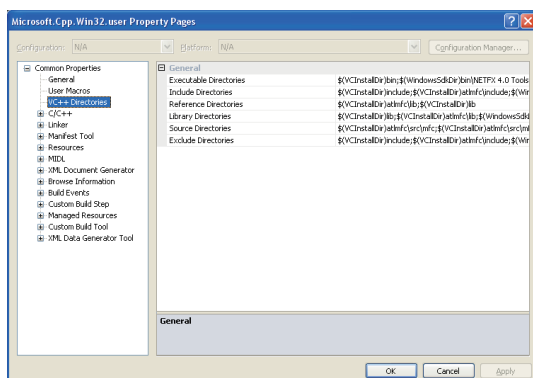 Microsoft.Cpp.Win32.user Property Pages
Configuration: N/A Platform: N/A Configuration Manager...
Common Properties
General
User Macros
VC++ Directories
C/C++
Linker
Manifest Tool
Resources
MIDL
XML Document Generator
Browse Information
Build Events
Custom Build Step
Managed Resources
Custom Build Tool
XML Data Generator Tool
General
Executable Directories $(VCInstallDir)bin;$(WindowsSdkDir)bin\NETFX 4.0 Tools
Include Directories $(VCInstallDir)include;$(VCInstallDir)atlmfc\include;$(Wir
Reference Directories $(VCInstallDir)atlmfc\lib;$(VCInstallDir)lib
Library Directories $(VCInstallDir)lib;$(VCInstallDir)atlmfc\lib;$(WindowsSdkI
Source Directories $(VCInstallDir)atlmfc\src\mfc;$(VCInstallDir)atlmfc\src\ml
Exclude Directories $(VCInstallDir)include;$(VCInstallDir)atlmfc\include;$(Wir
General
OK Cancel Apply